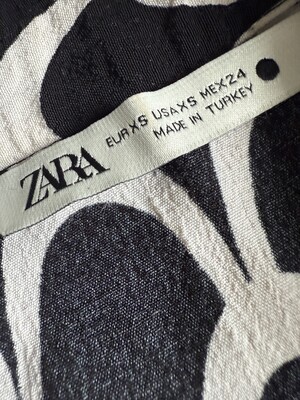 ZARA
EUR XS USA XS MEX 24
MADE IN TURKEY